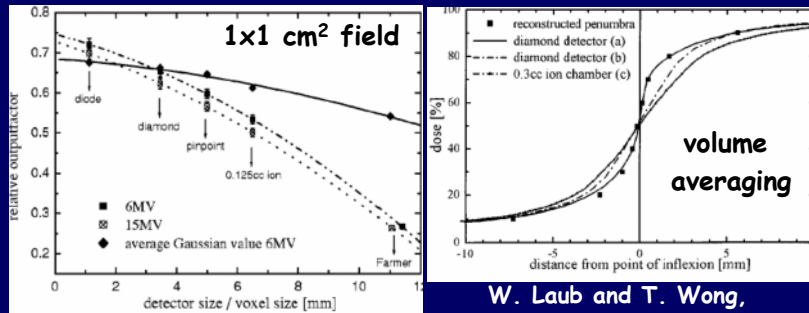 1x1 cm² field
0.7
0.6
0.5
0.4
0.3
0.2
relative outputfactor
diode
diamond
pinpoint
0.125cc ion
Farmer
6MV
15MV
average Gaussian value 6MV
0 2 4 6 8 10 12
detector size / voxel size [mm]
100
80
60
40
20
0
dose [%]
reconstructed penumbra
diamond detector (a)
diamond detector (b)
0.3cc ion chamber (c)
volume
averaging
-10 -5 0 5 10
distance from point of inflexion [mm]
W. Laub and T. Wong,